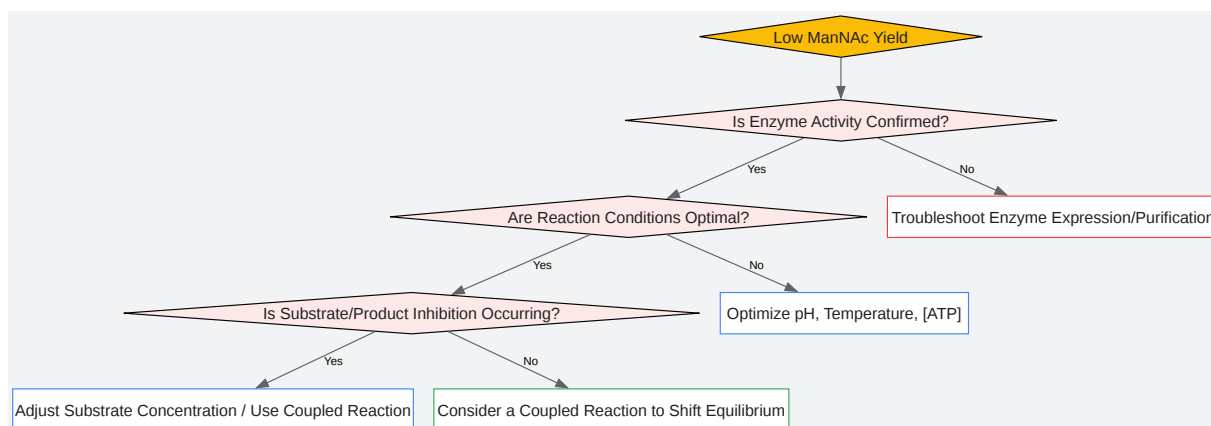 Low ManNAc Yield
Is Enzyme Activity Confirmed?
Yes
No
Are Reaction Conditions Optimal?
Troubleshoot Enzyme Expression/Purification
Yes
No
Is Substrate/Product Inhibition Occurring?
Optimize pH, Temperature, [ATP]
Yes
No
Adjust Substrate Concentration / Use Coupled Reaction
Consider a Coupled Reaction to Shift Equilibrium